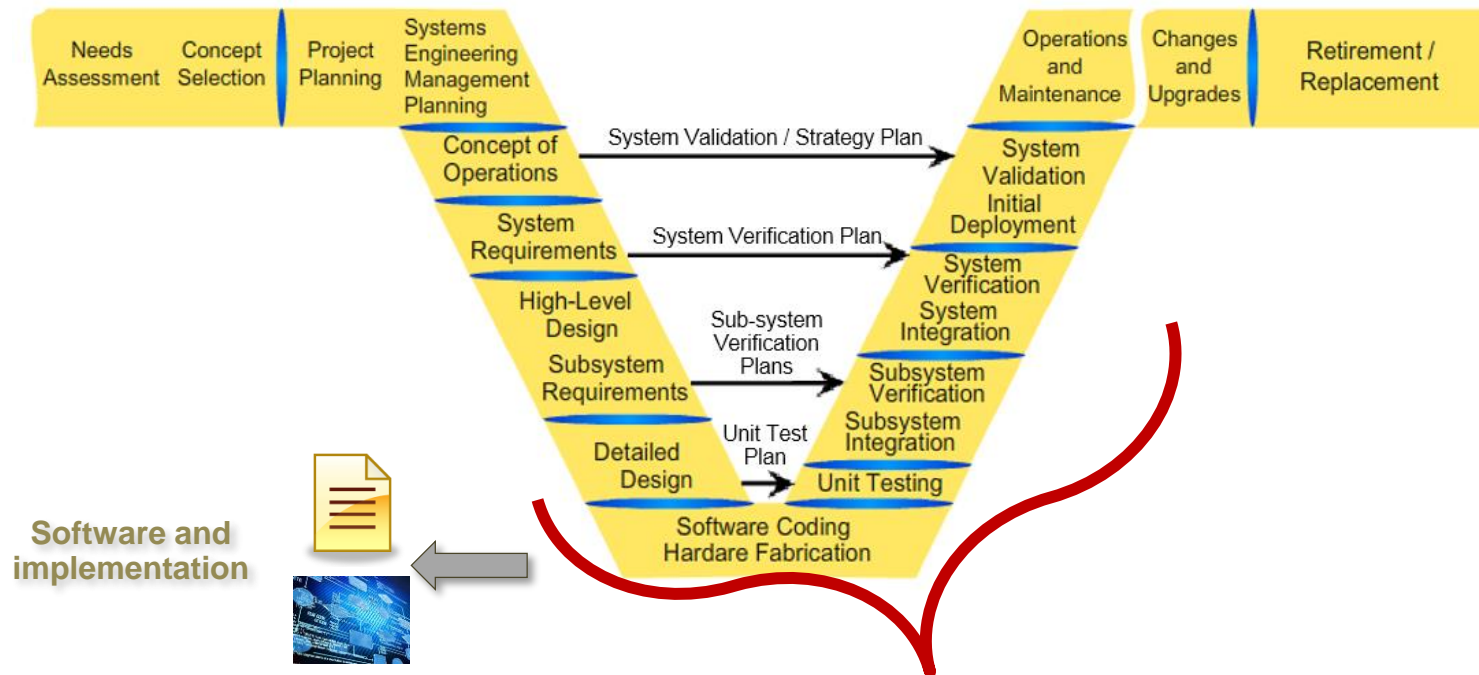 Needs
Assessment
Concept
Selection
Project
Planning
Systems
Engineering
Management
Planning
Operations
and
Maintenance
Changes
and
Upgrades
Retirement /
Replacement
Concept of
Operations
System Validation / Strategy Plan
System
Validation
Initial
Deployment
System
Requirements
System Verification Plan
System
Verification
System
Integration
High-Level
Design
Subsystem
Requirements
Sub-system
Verification
Plans
Subsystem
Verification
Subsystem
Integration
Detailed
Design
Unit Test
Plan
Unit Testing
Software Coding
Hardare Fabrication
Software and
implementation